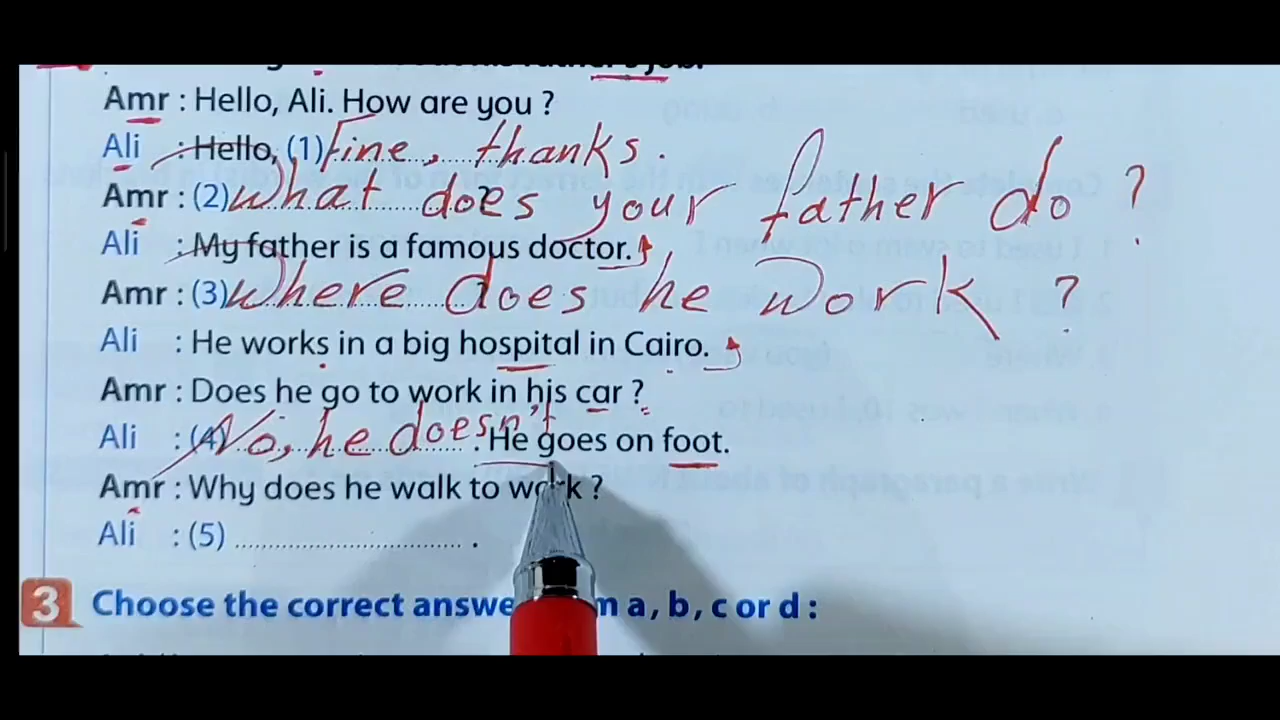 his father's job.
Amr : Hello, Ali. How are you ?
Ali : Hello, (1) Fine, thanks.
Amr : (2) What does your father do ?
Ali : My father is a famous doctor.
Amr : (3) Where does he work ?
Ali : He works in a big hospital in Cairo.
Amr : Does he go to work in his car ?
Ali : (4) No, he doesn't. He goes on foot.
Amr : Why does he walk to work ?
Ali : (5) .............................. .
3 Choose the correct answe m a, b, c or d :